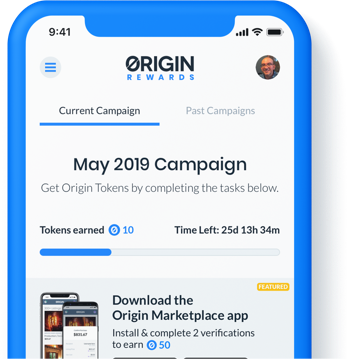 9:41
ØRIGIN
REWARDS
Current Campaign
Past Campaigns
May 2019 Campaign
Get Origin Tokens by completing the tasks below.
Tokens earned 10
Time Left: 25d 13h 34m
FEATURED
Download the
Origin Marketplace app
Install & complete 2 verifications
to earn 50